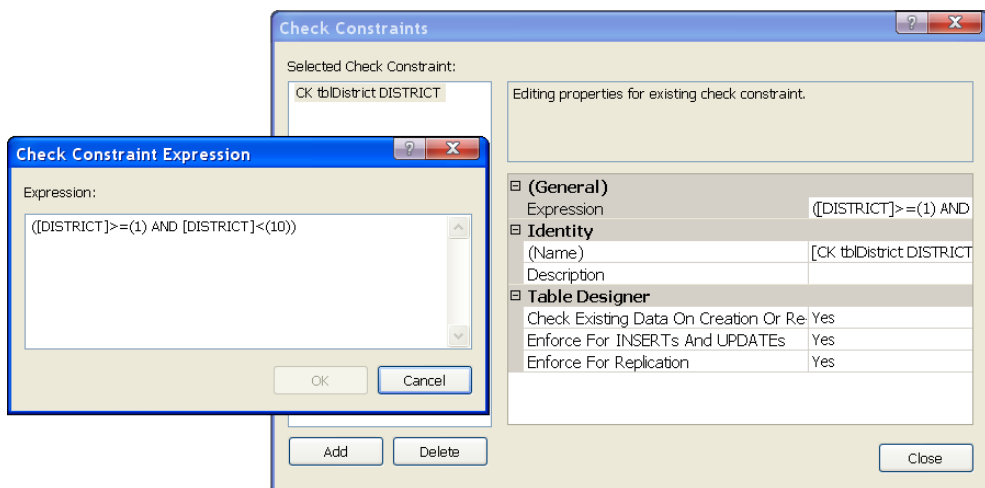 Check Constraints
Selected Check Constraint:
CK tblDistrict DISTRICT
Editing properties for existing check constraint.
Check Constraint Expression
Expression:
([DISTRICT]>=(1) AND [DISTRICT]<(10))
OK
Cancel
(General)
Expression ([DISTRICT]>=(1) AND
Identity
(Name) [CK tblDistrict DISTRICT
Description
Table Designer
Check Existing Data On Creation Or Re- Yes
Enforce For INSERTs And UPDATEs Yes
Enforce For Replication Yes
Add
Delete
Close